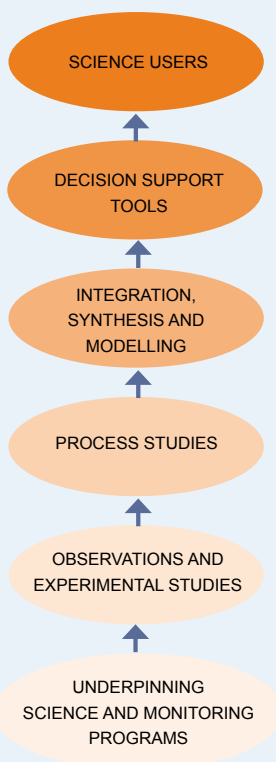 SCIENCE USERS
DECISION SUPPORT
TOOLS
INTEGRATION,
SYNTHESIS AND
MODELLING
PROCESS STUDIES
OBSERVATIONS AND
EXPERIMENTAL STUDIES
UNDERPINNING
SCIENCE AND MONITORING
PROGRAMS